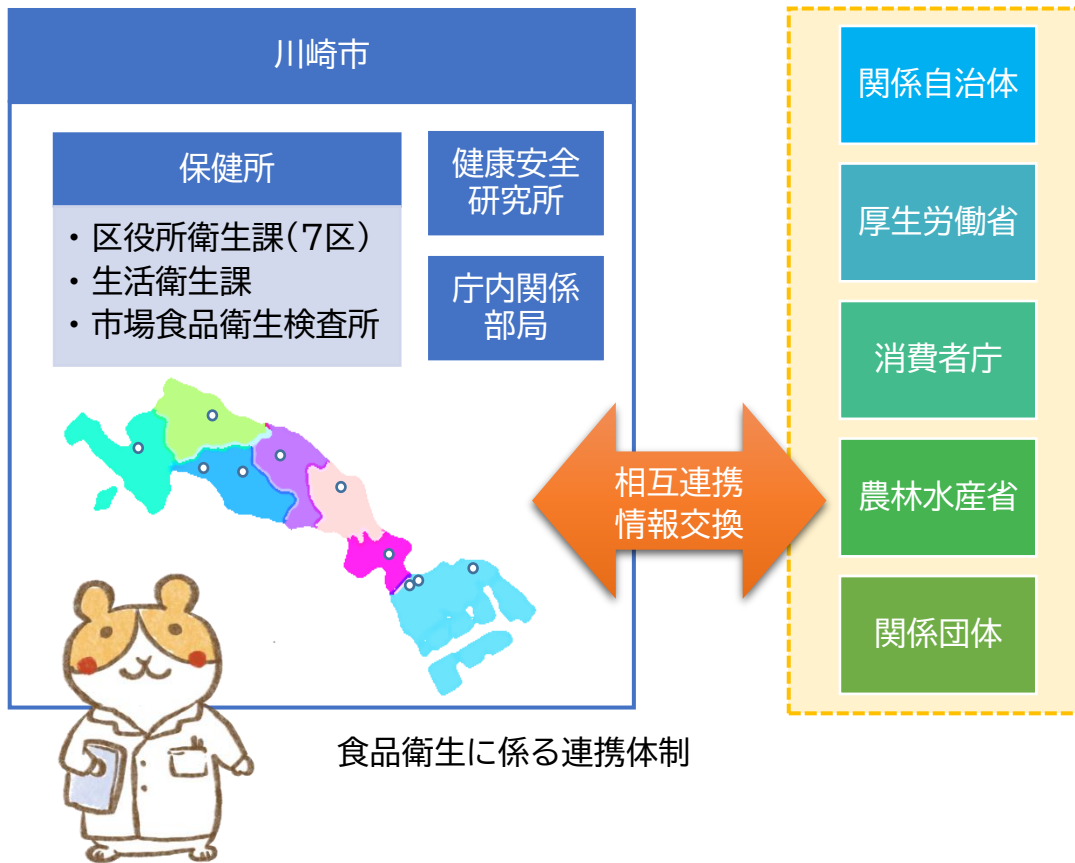 川崎市
保健所
・区役所衛生課(7区)
・生活衛生課
・市場食品衛生検査所
健康安全
研究所
庁内関係
部局
相互連携
情報交換
関係自治体
厚生労働省
消費者庁
農林水産省
関係団体
食品衛生に係る連携体制